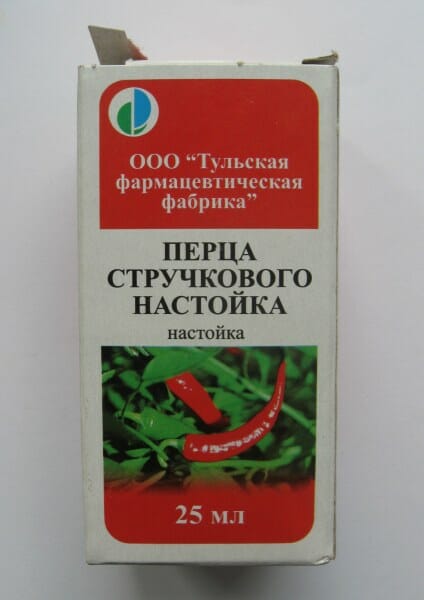 ООО “Тульская
фармацевтическая
фабрика”
ПЕРЦА
СТРУЧКОВОГО
НАСТОЙКА
настойка
25 мл